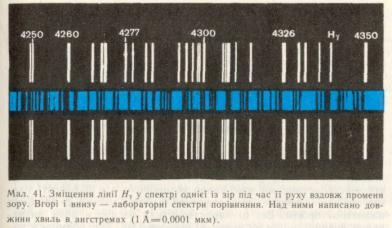 4250 4260 4277 4300 4326 Hγ 4350
Мал. 41. Зміщення лінії Hγ у спектрі однієї із зір під час її руху вздовж променя
зору. Вгорі і внизу — лабораторні спектри порівняння. Над ними написано дов-
жини хвиль в ангстремах (1 Å=0,0001 мкм).